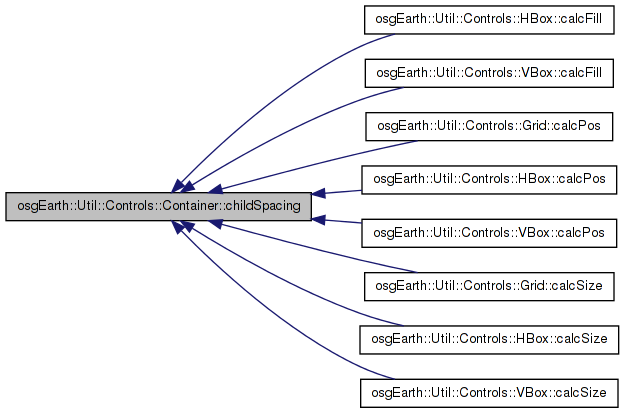 osgEarth::Util::Controls::HBox::calcFill
osgEarth::Util::Controls::VBox::calcFill
osgEarth::Util::Controls::Grid::calcPos
osgEarth::Util::Controls::HBox::calcPos
osgEarth::Util::Controls::Container::childSpacing
osgEarth::Util::Controls::VBox::calcPos
osgEarth::Util::Controls::Grid::calcSize
osgEarth::Util::Controls::HBox::calcSize
osgEarth::Util::Controls::VBox::calcSize